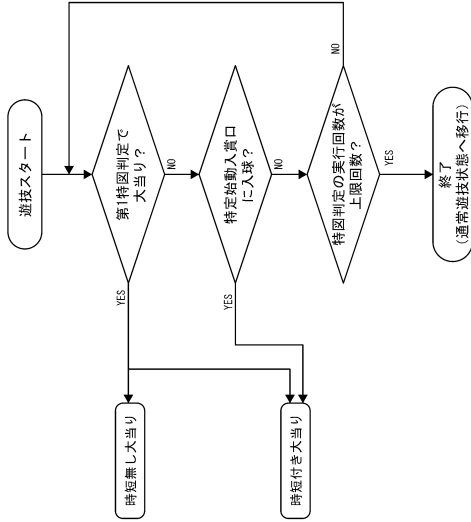 遊技スタート
第1特図判定で
大当り？
NO
YES
特定始動入賞口
に入球？
NO
YES
特図判定の実行回数が
上限回数？
NO
YES
終了
(通常遊技状態へ移行)
時短無し大当り
時短付き大当り